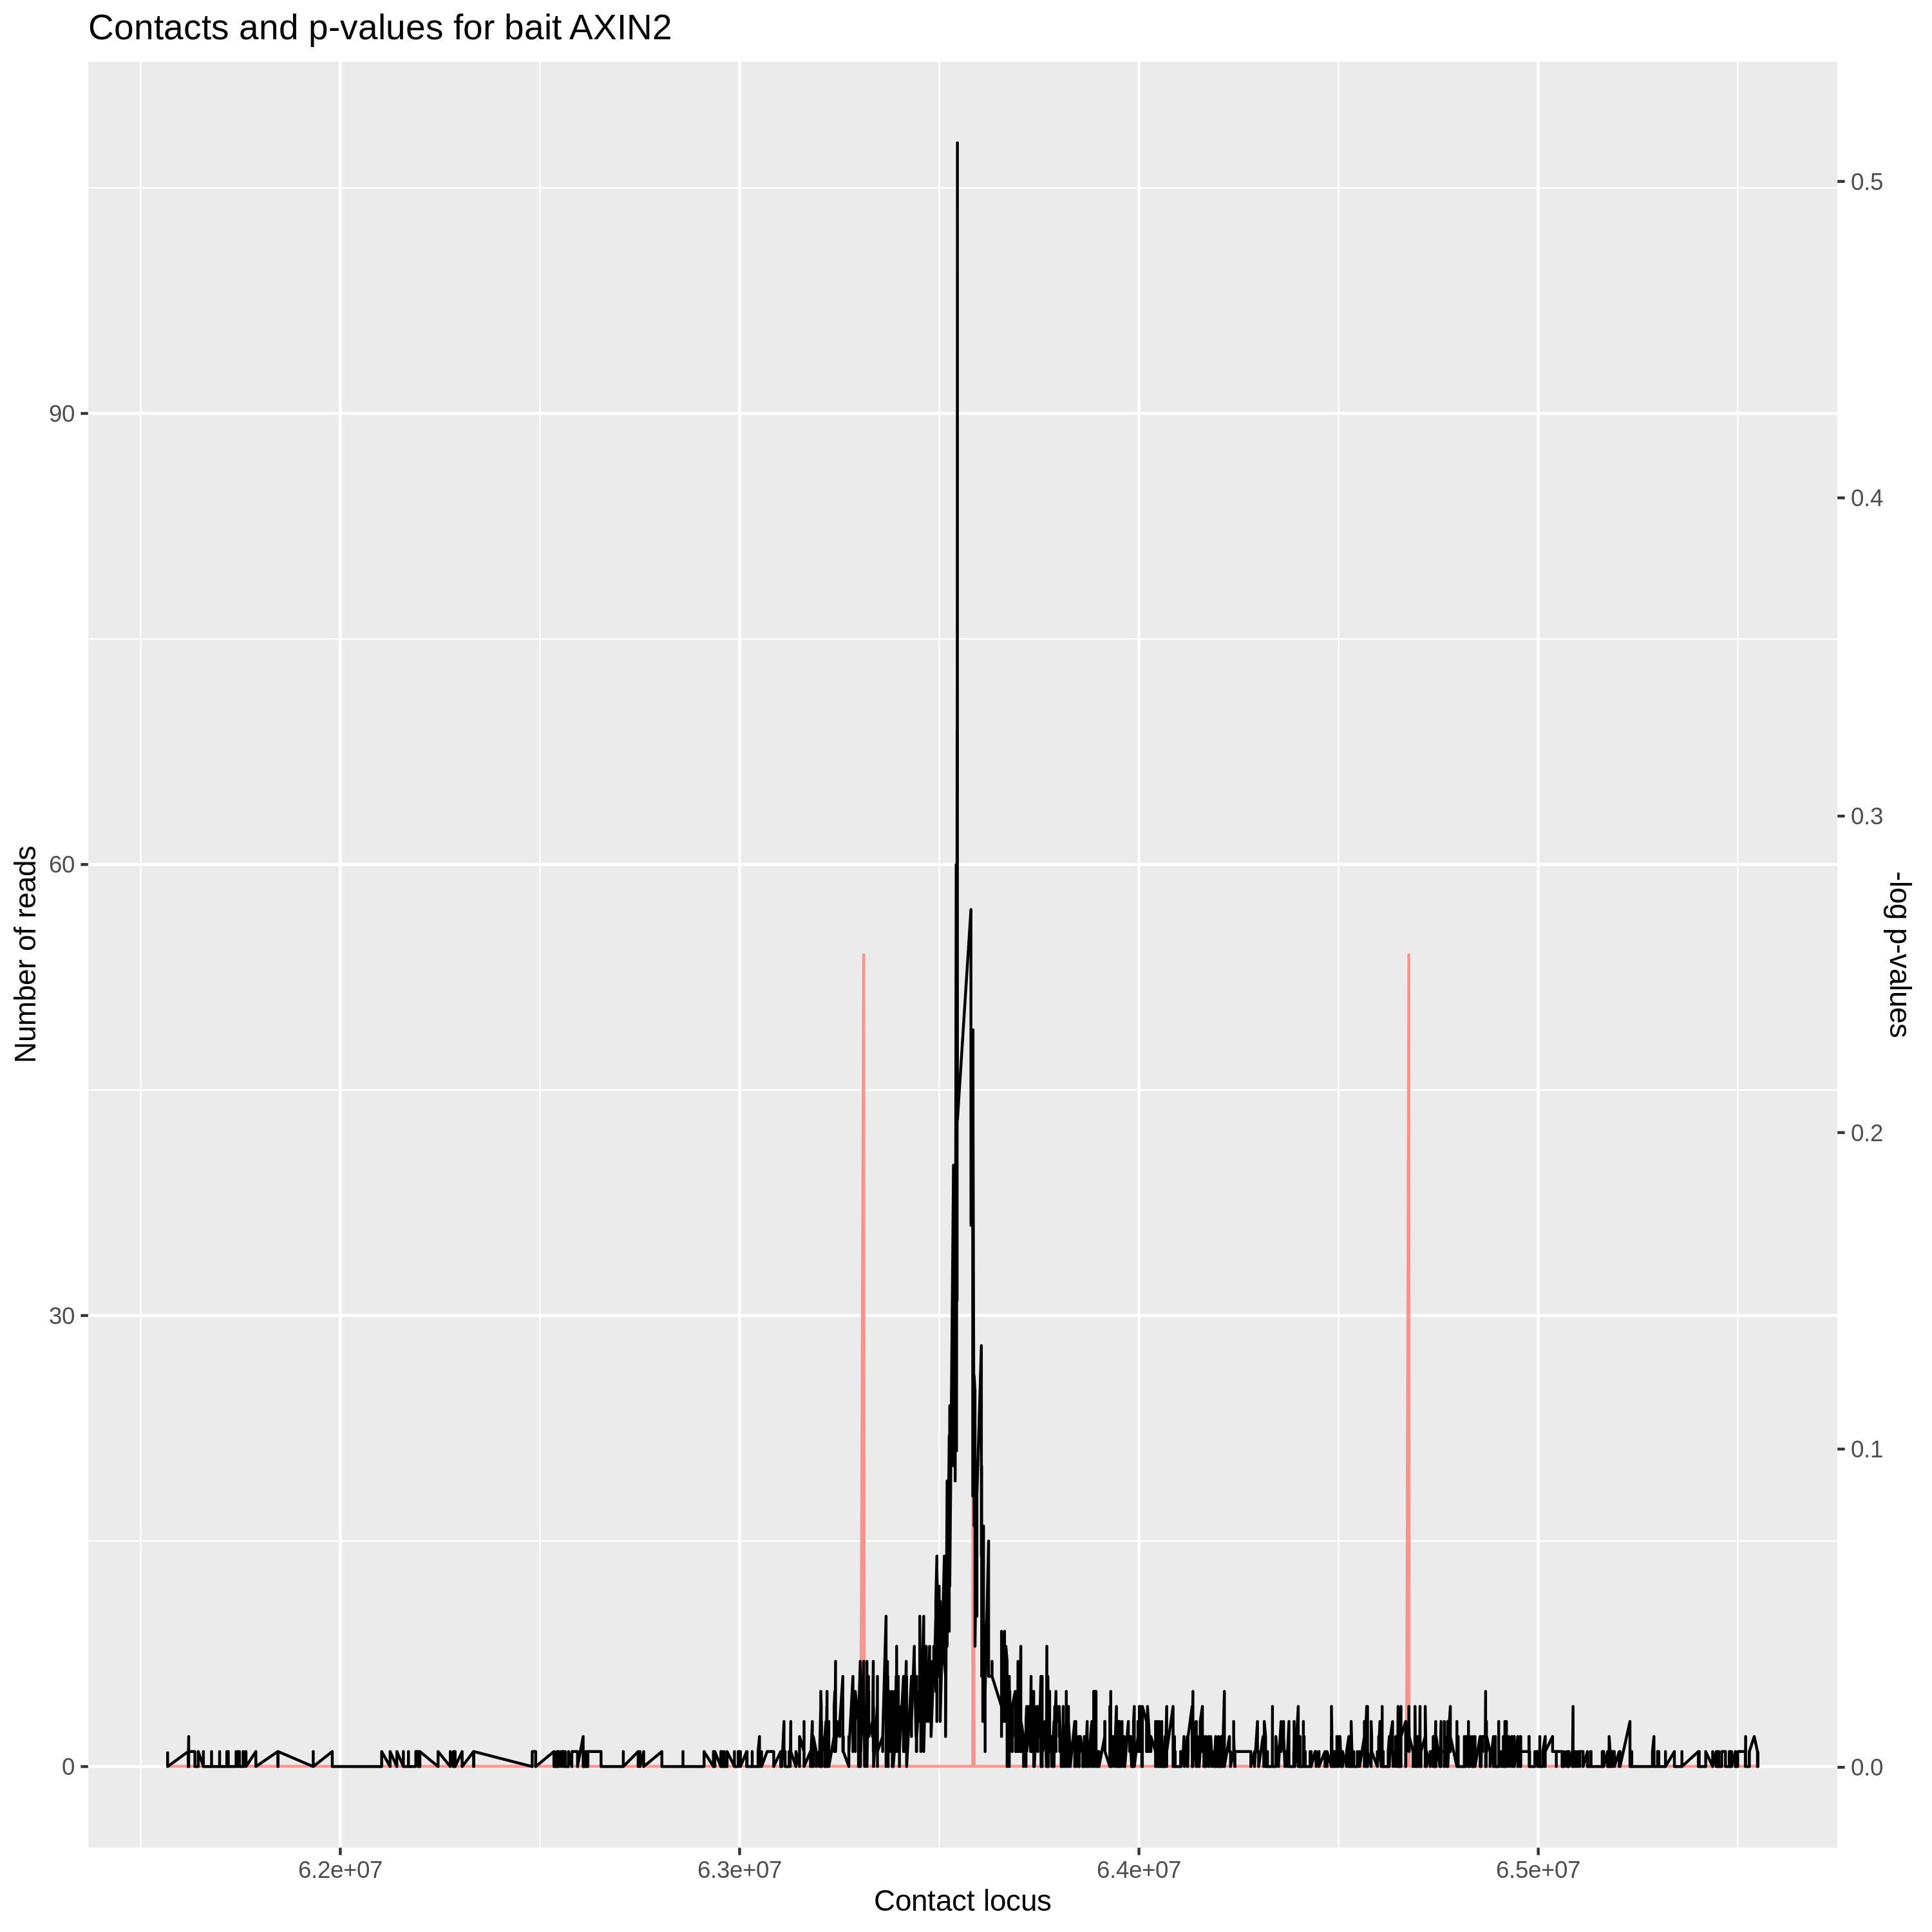 Contacts and p-values for bait AXIN2
90
60
30
0
Number of reads
0.5
0.4
0.3
0.2
0.1
0.0
-log p-values
6.2e+07
6.3e+07
6.4e+07
6.5e+07
Contact locus